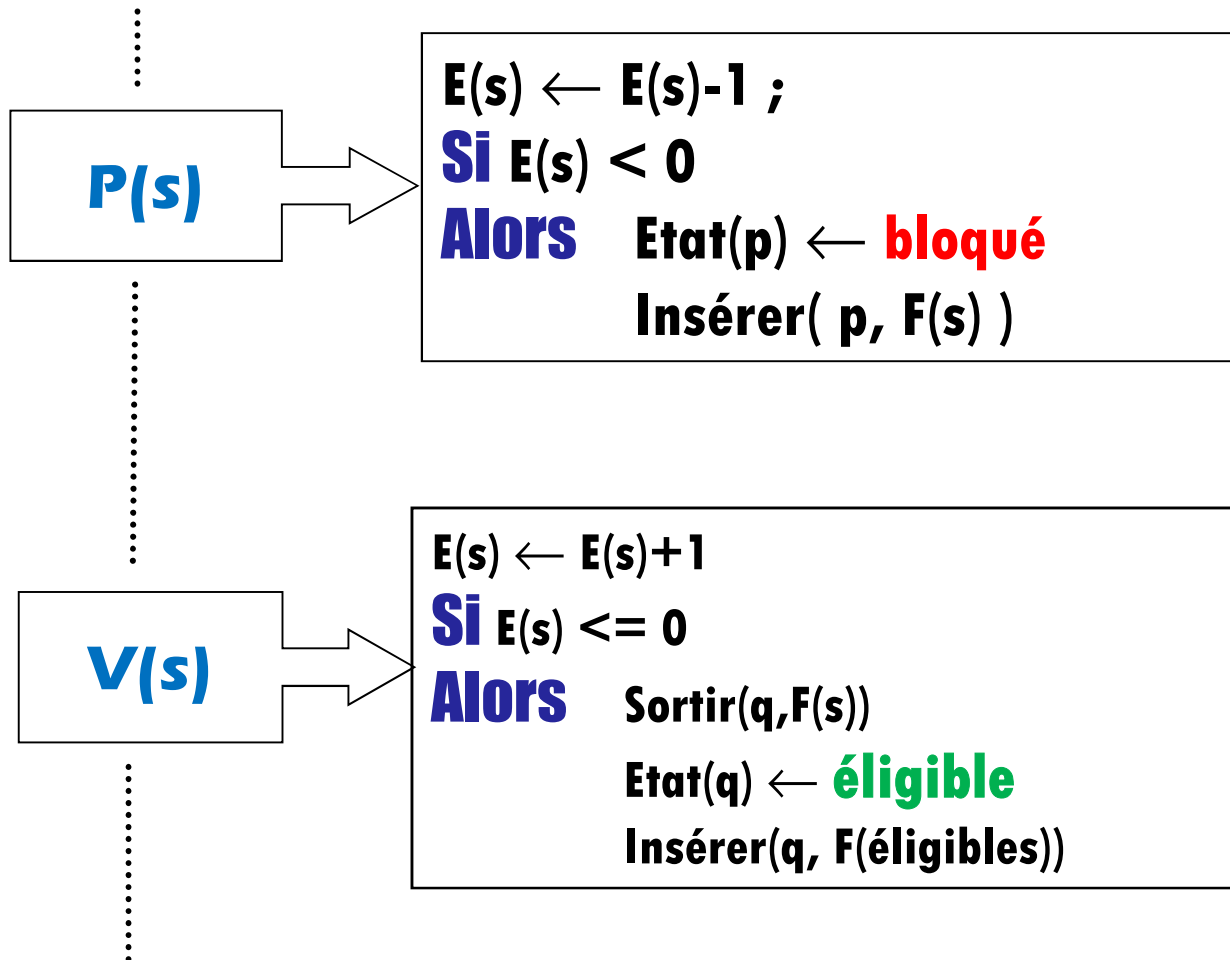 P(s)
E(s) ← E(s)-1 ;
Si E(s) < 0
Alors Etat(p) ← bloqué
Insérer( p, F(s) )
V(s)
E(s) ← E(s)+1
Si E(s) <= 0
Alors Sortir(q,F(s))
Etat(q) ← éligible
Insérer(q, F(éligibles))